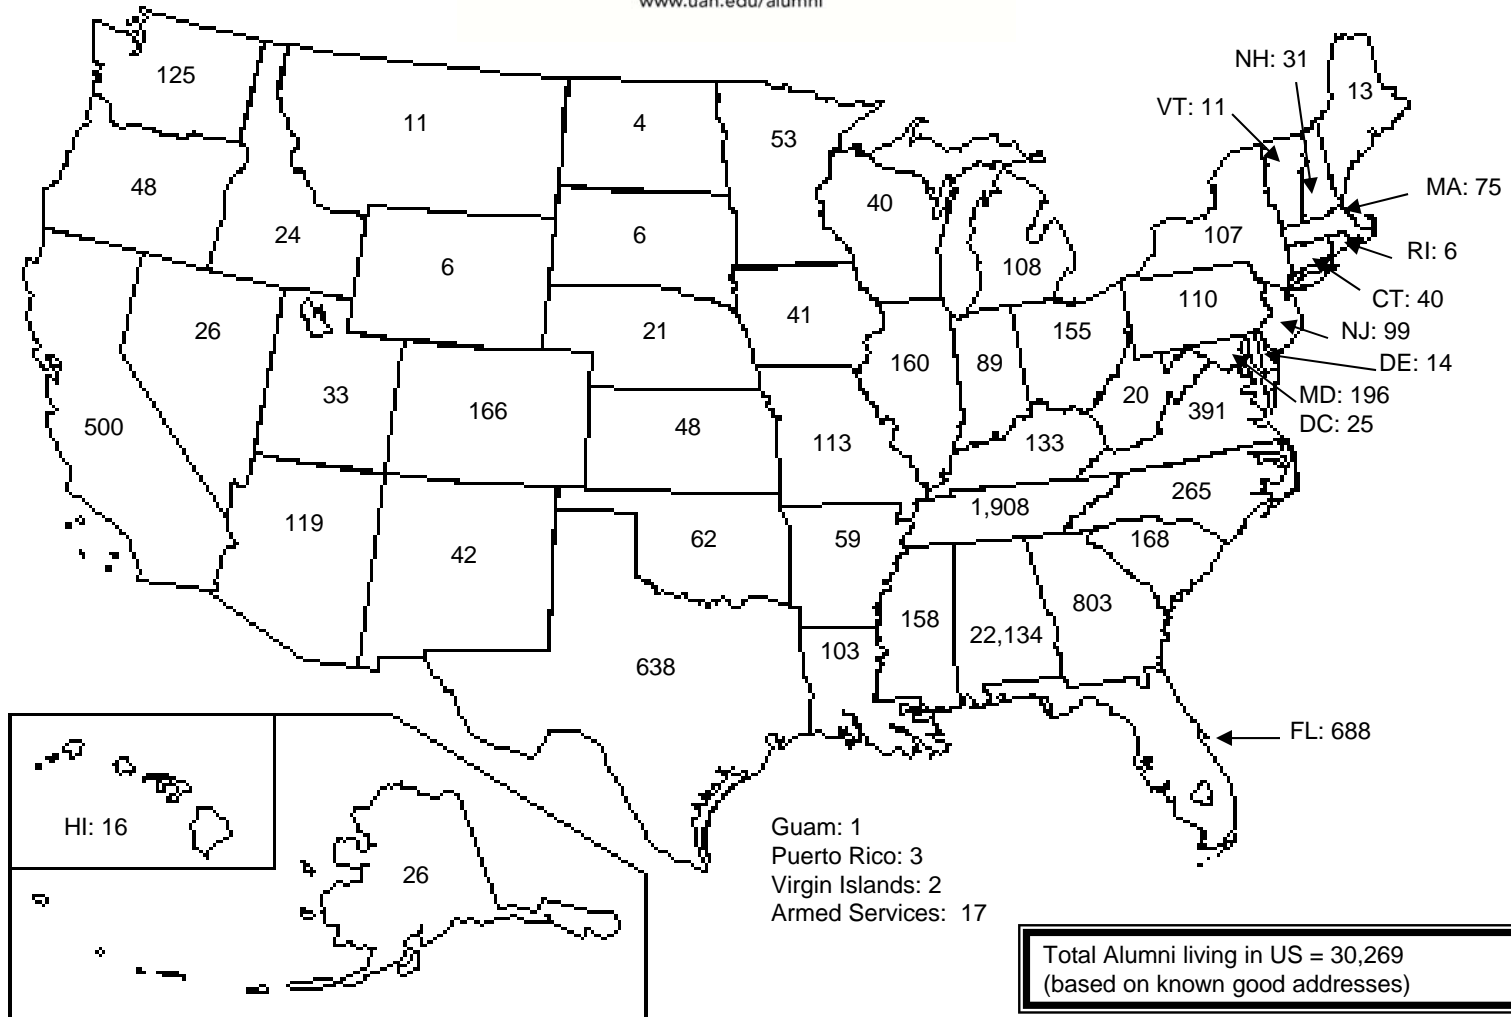 www.uah.edu/alumni
NH: 31
125
13
VT: 11
11
4
53
48
MA: 75
40
24
6
107
RI: 6
6
108
CT: 40
110
41
21
26
NJ: 99
155
160
89
DE: 14
33
20
MD: 196
166
391
500
48
DC: 25
113
133
265
1,908
119
62
59
168
42
803
158
22,134
103
638
FL: 688
HI: 16
Guam: 1
Puerto Rico: 3
26
Virgin Islands: 2
Armed Services: 17
Total Alumni living in US = 30,269
(based on known good addresses)